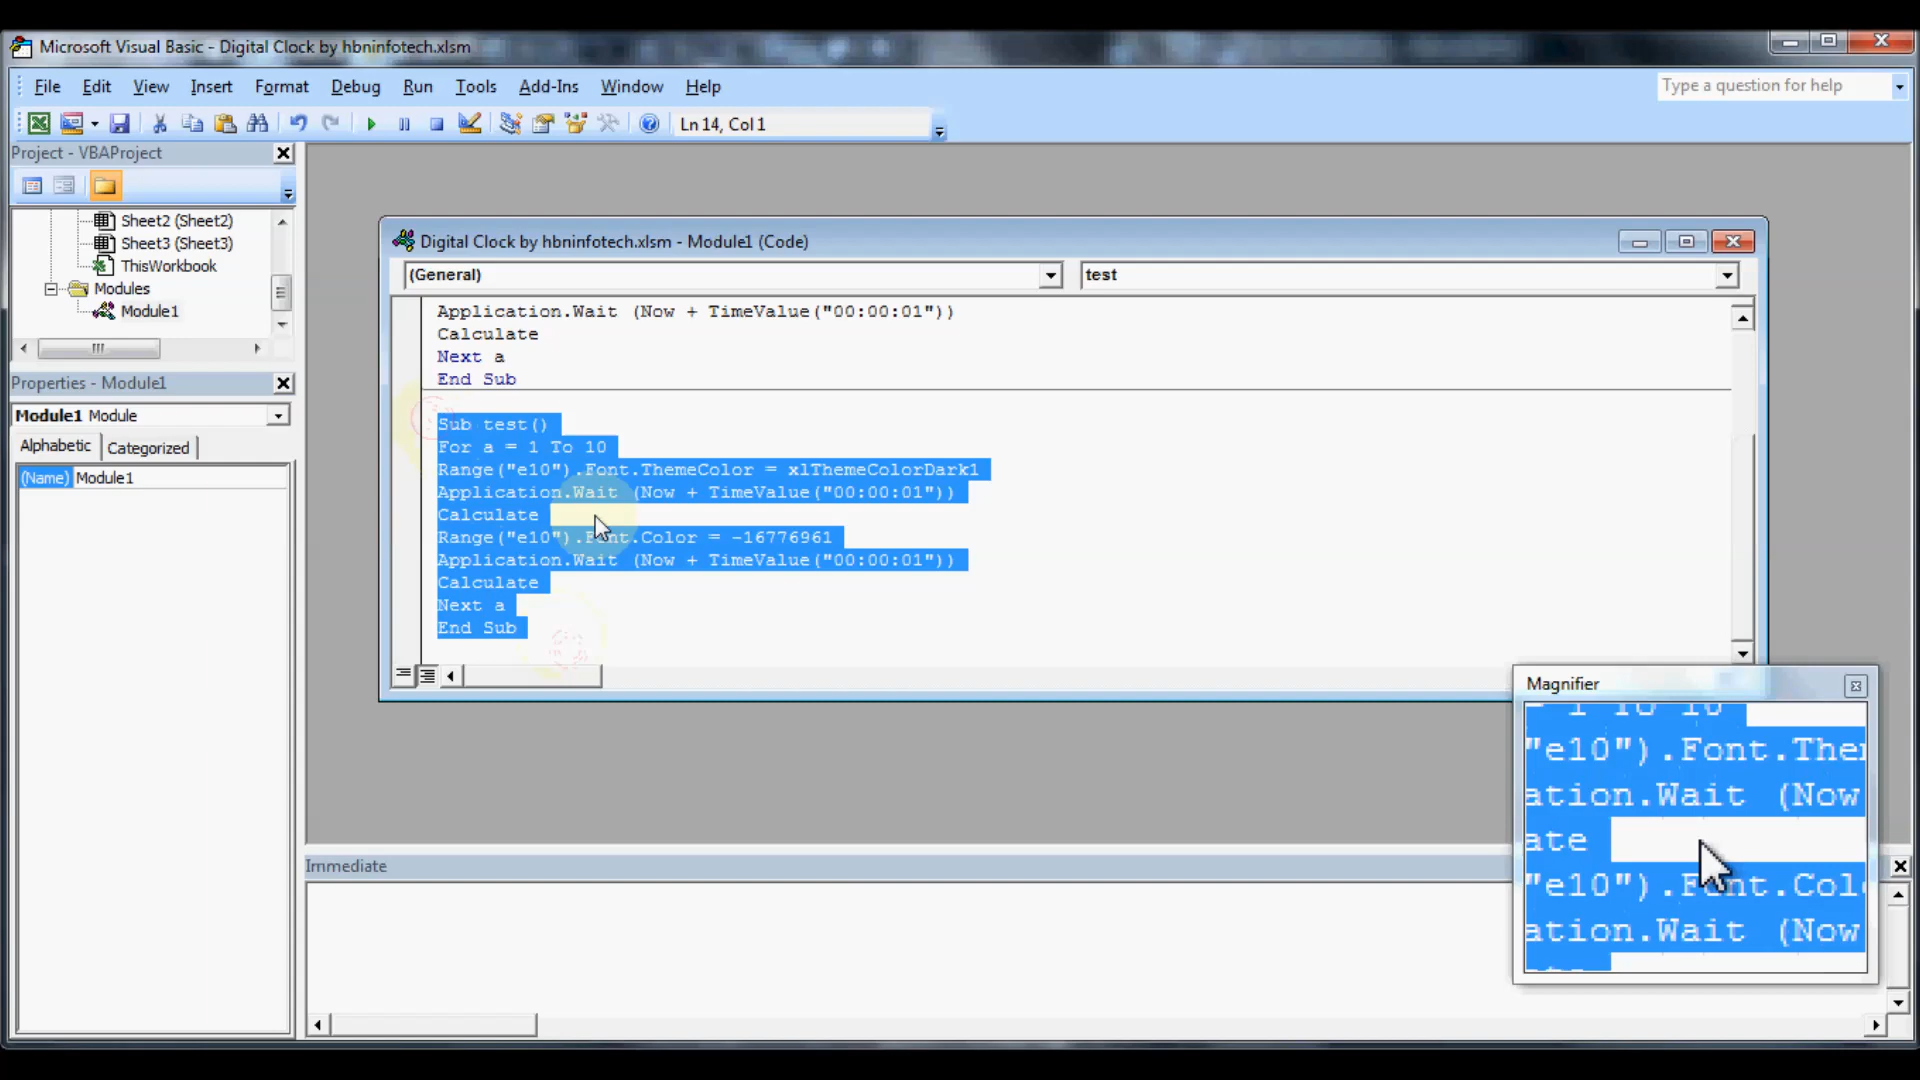 Microsoft Visual Basic - Digital Clock by hbninfotech.xlsm
File Edit View Insert Format Debug Run Tools Add-Ins Window Help
Type a question for help
Ln 14, Col 1
Project - VBAProject
Sheet2 (Sheet2)
Sheet3 (Sheet3)
ThisWorkbook
Modules
Module1
Properties - Module1
Module1 Module
Alphabetic Categorized
(Name) Module1
Digital Clock by hbninfotech.xlsm - Module1 (Code)
(General) test
Application.Wait (Now + TimeValue("00:00:01"))
Calculate
Next a
End Sub
Sub test()
For a = 1 To 10
Range("e10").Font.ThemeColor = xlThemeColorDark1
Application.Wait (Now + TimeValue("00:00:01"))
Calculate
Range("e10").Font.Color = -16776961
Application.Wait (Now + TimeValue("00:00:01"))
Calculate
Next a
End Sub
Immediate
Magnifier
= 1 To 10
"e10").Font.The
ation.Wait (Now
ate
"e10").Font.Col
ation.Wait (Now